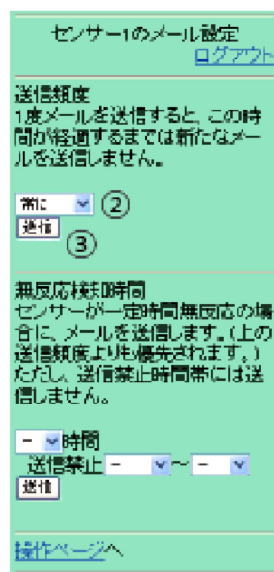 センサー1のメール設定
ログアウト
送信頻度
1度メールを送信すると、この時
間が経過するまでは新たなメー
ルを送信しません。
常に ②
送信
③
無反応検知時間
センサーが一定時間無反応の場
合に、メールを送信します。(上の
送信頻度よりも優先されます。)
ただし、送信禁止時間帯には送
信しません。
- 時間
送信禁止 - ~ -
送信
操作ページへ